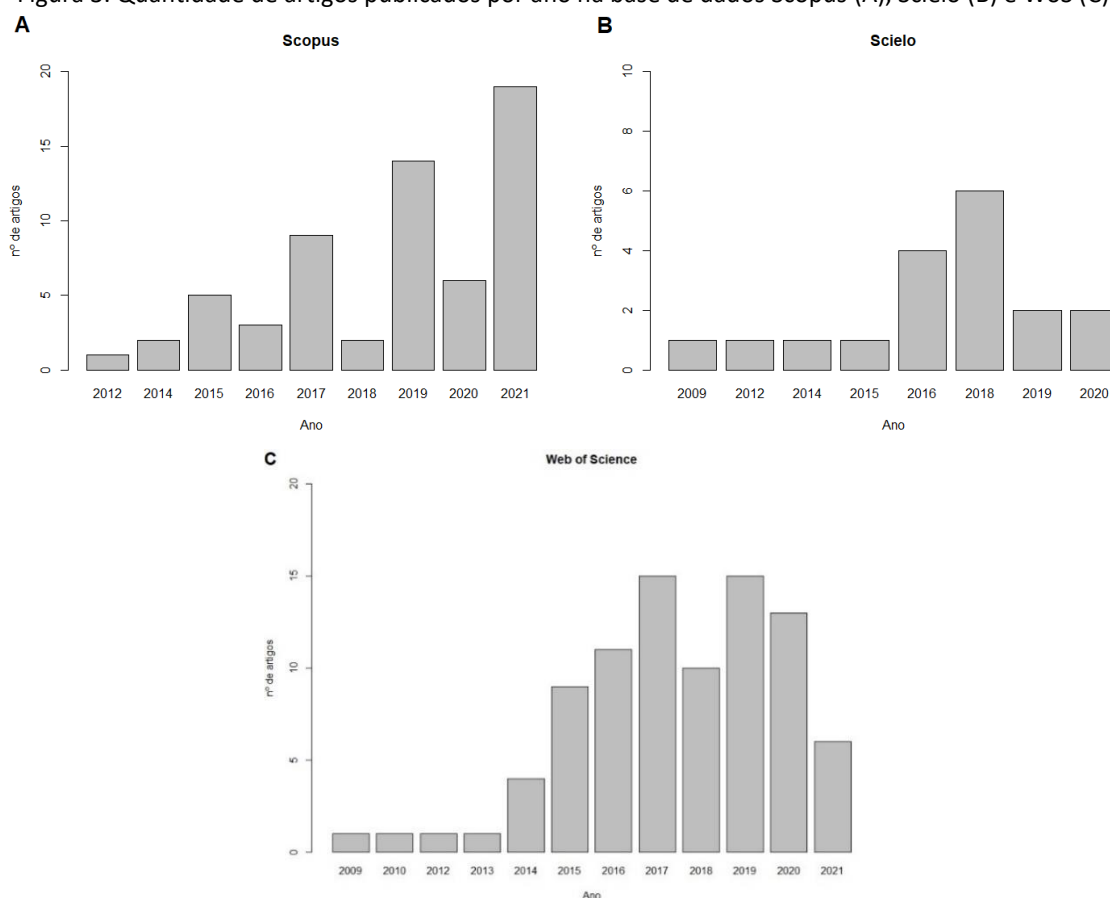 Figura 3. Quantidade de artigos publicados por ano na base de dados Scopus (A), Scielo (B) e Wos (C)
A
Scopus
20
15
10
5
0
nº de artigos
2012 2014 2015 2016 2017 2018 2019 2020 2021
Ano
B
Scielo
10
8
6
4
2
0
nº de artigos
2009 2012 2014 2015 2016 2018 2019 2020
Ano
C
Web of Science
20
15
10
5
0
nº de artigos
2009 2010 2012 2013 2014 2015 2016 2017 2018 2019 2020 2021
Ano